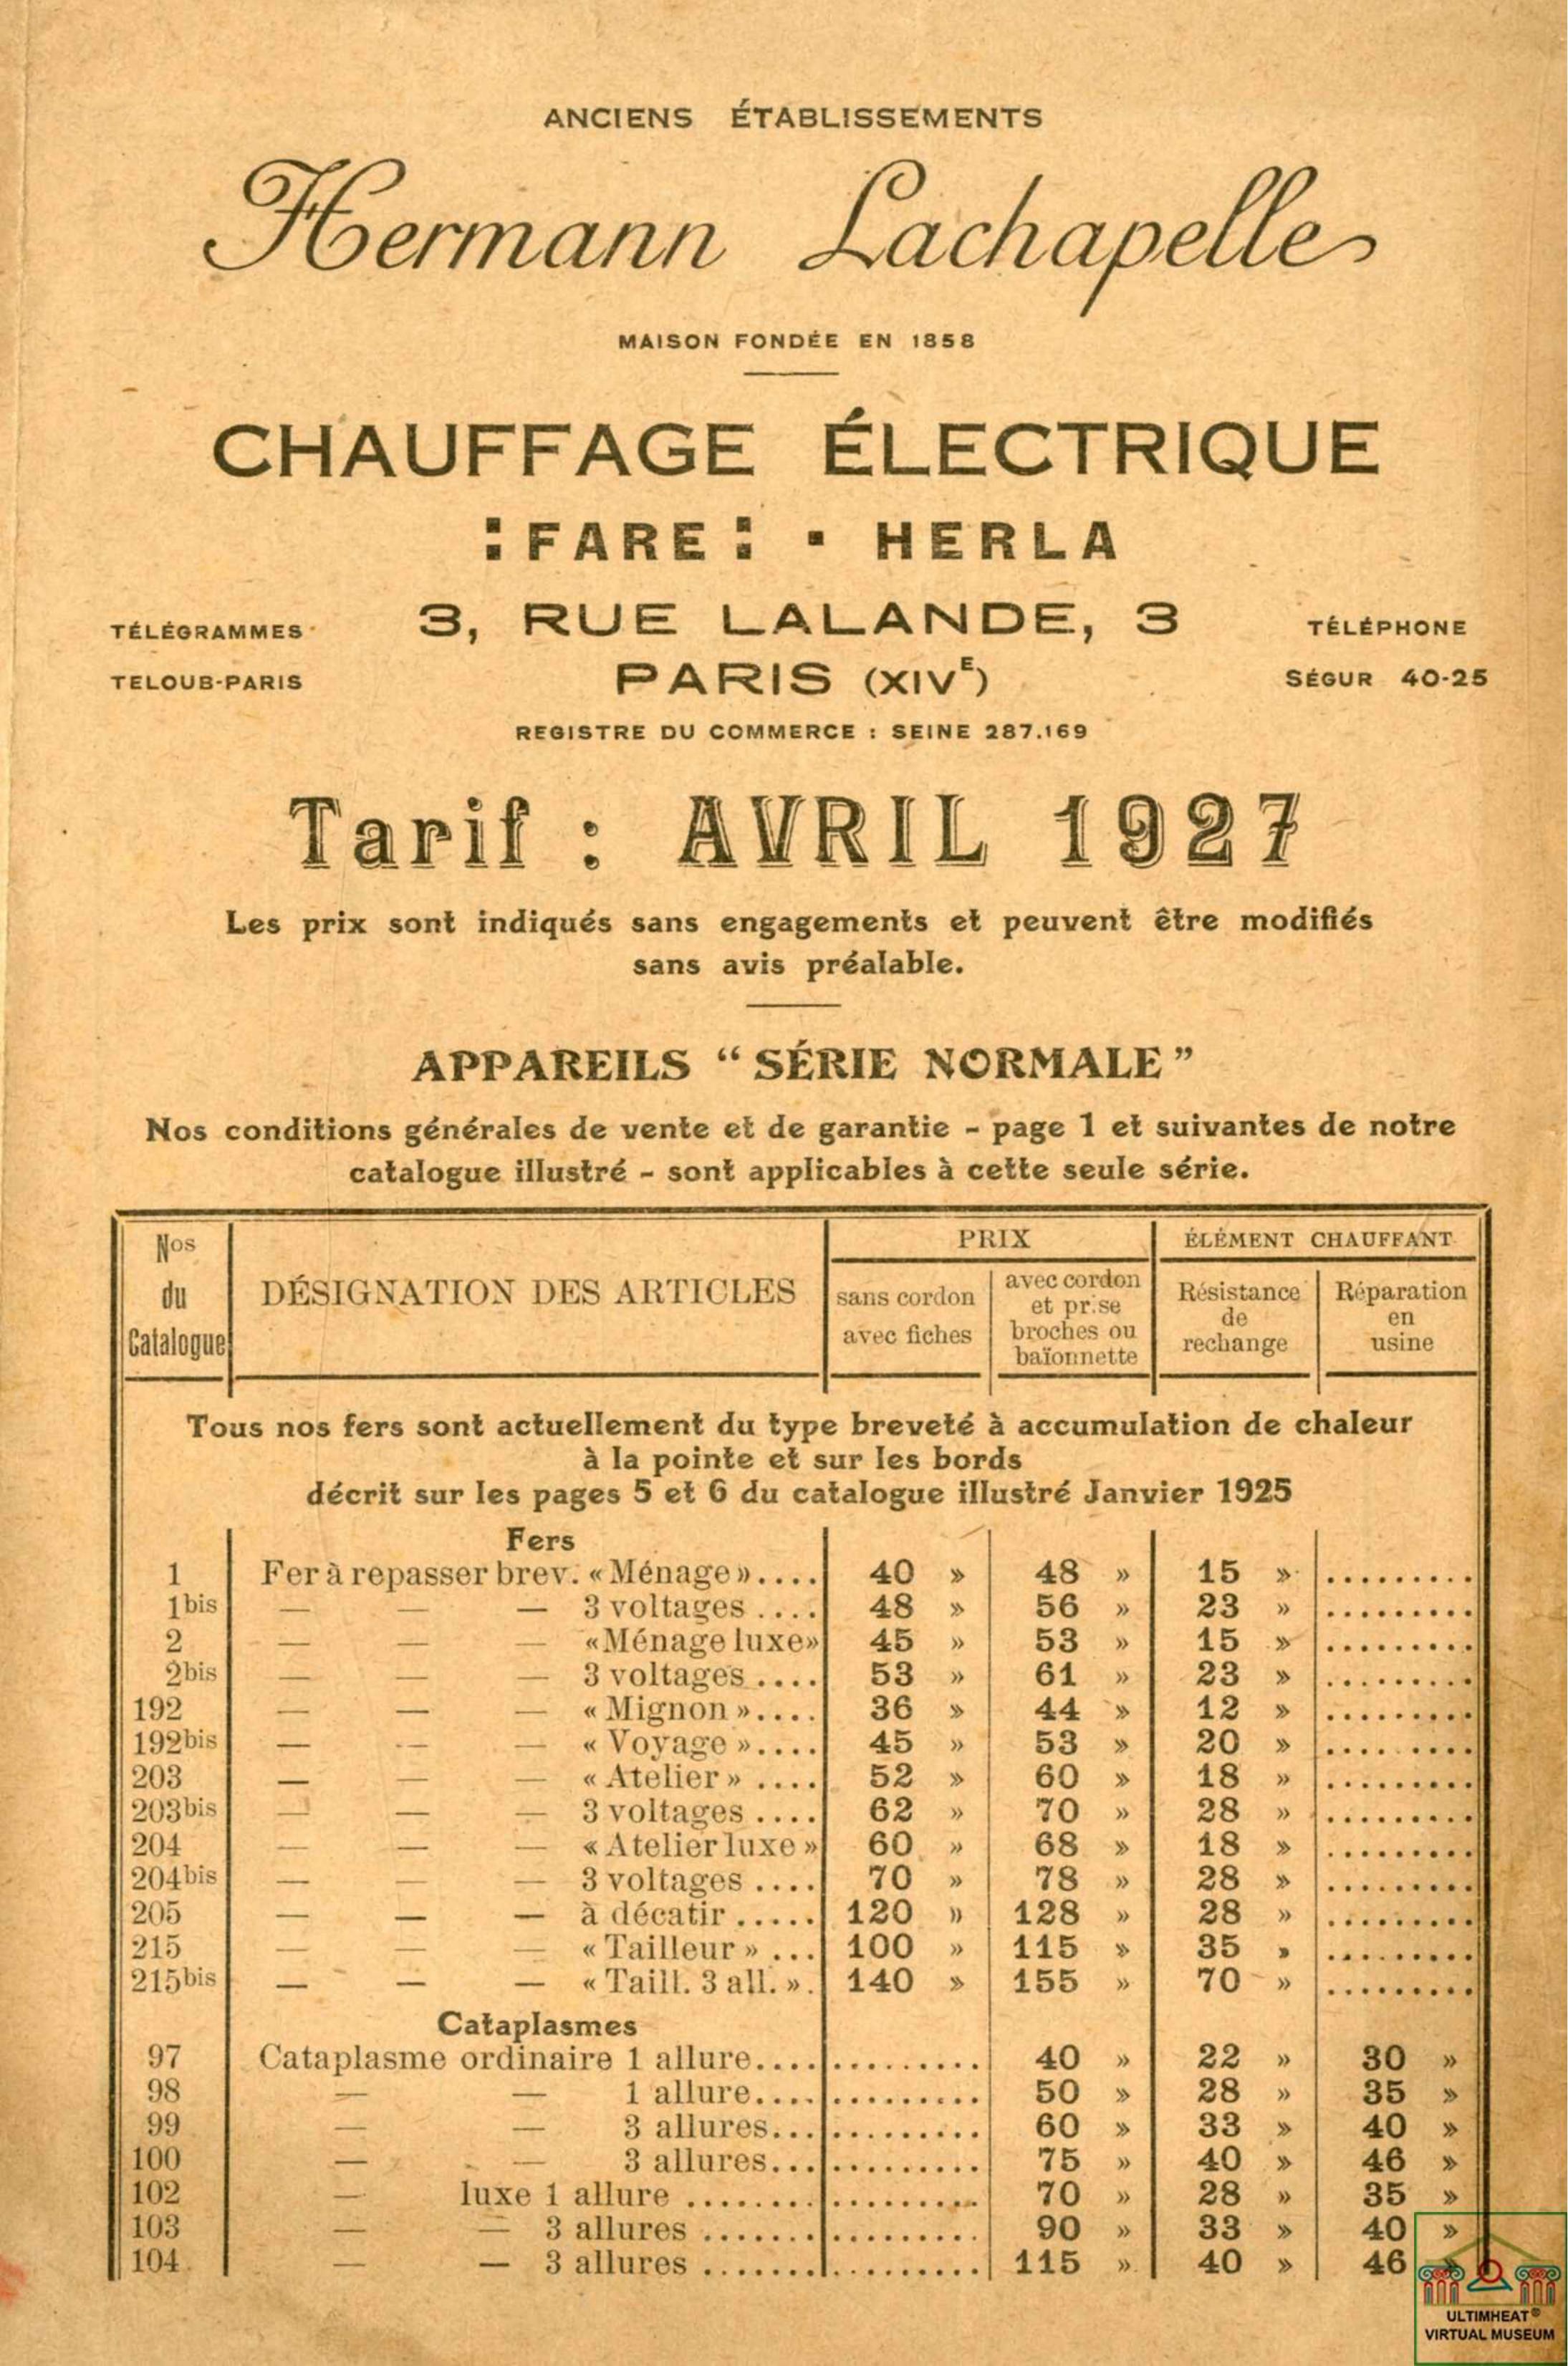 ANCIENS ÉTABLISSEMENTS
Hermann Lachapelle
MAISON FONDÉE EN 1858
CHAUFFAGE ÉLECTRIQUE
:FARE: · HERLA
TÉLÉGRAMMES 3, RUE LALANDE, 3 TÉLÉPHONE
TELOUB-PARIS PARIS (XIVE) SÉGUR 40-25
REGISTRE DU COMMERCE : SEINE 287.169
Tarif : AVRIL 1927
Les prix sont indiqués sans engagements et peuvent être modifiés
sans avis préalable.
APPAREILS “ SÉRIE NORMALE ”
Nos conditions générales de vente et de garantie - page 1 et suivantes de notre
catalogue illustré - sont applicables à cette seule série.
Nos du Catalogue
DÉSIGNATION DES ARTICLES
PRIX
sans cordon
avec fiches
avec cordon
et prise
broches ou
baïonnette
ÉLÉMENT CHAUFFANT
Résistance
de
rechange
Réparation
en
usine
Tous nos fers sont actuellement du type breveté à accumulation de chaleur
à la pointe et sur les bords
décrit sur les pages 5 et 6 du catalogue illustré Janvier 1925
Fers
1 Fer à repasser brev. « Ménage ».... 40 » 48 » 15 » .........
1bis — — — 3 voltages .... 48 » 56 » 23 » .........
2 — — — «Ménage luxe» 45 » 53 » 15 » .........
2bis — — — 3 voltages .... 53 » 61 » 23 » .........
192 — — — « Mignon ».... 36 » 44 » 12 » .........
192bis — — — « Voyage ».... 45 » 53 » 20 » .........
203 — — — « Atelier » .... 52 » 60 » 18 » .........
203bis — — — 3 voltages .... 62 » 70 » 28 » .........
204 — — — « Atelier luxe » 60 » 68 » 18 » .........
204bis — — — 3 voltages .... 70 » 78 » 28 » .........
205 — — — à décatir ..... 120 » 128 » 28 » .........
215 — — — « Tailleur » ... 100 » 115 » 35 » .........
215bis — — — « Taill. 3 all. ». 140 » 155 » 70 » .........
Cataplasmes
97 Cataplasme ordinaire 1 allure.... ......... 40 » 22 » 30 »
98 — — 1 allure.... ......... 50 » 28 » 35 »
99 — — 3 allures... ......... 60 » 33 » 40 »
100 — — 3 allures... ......... 75 » 40 » 46 »
102 — luxe 1 allure ........ ......... 70 » 28 » 35 »
103 — — 3 allures ....... ......... 90 » 33 » 40 »
104 — — 3 allures ....... ......... 115 » 40 » 46 »
ULTIMHEAT®
VIRTUAL MUSEUM